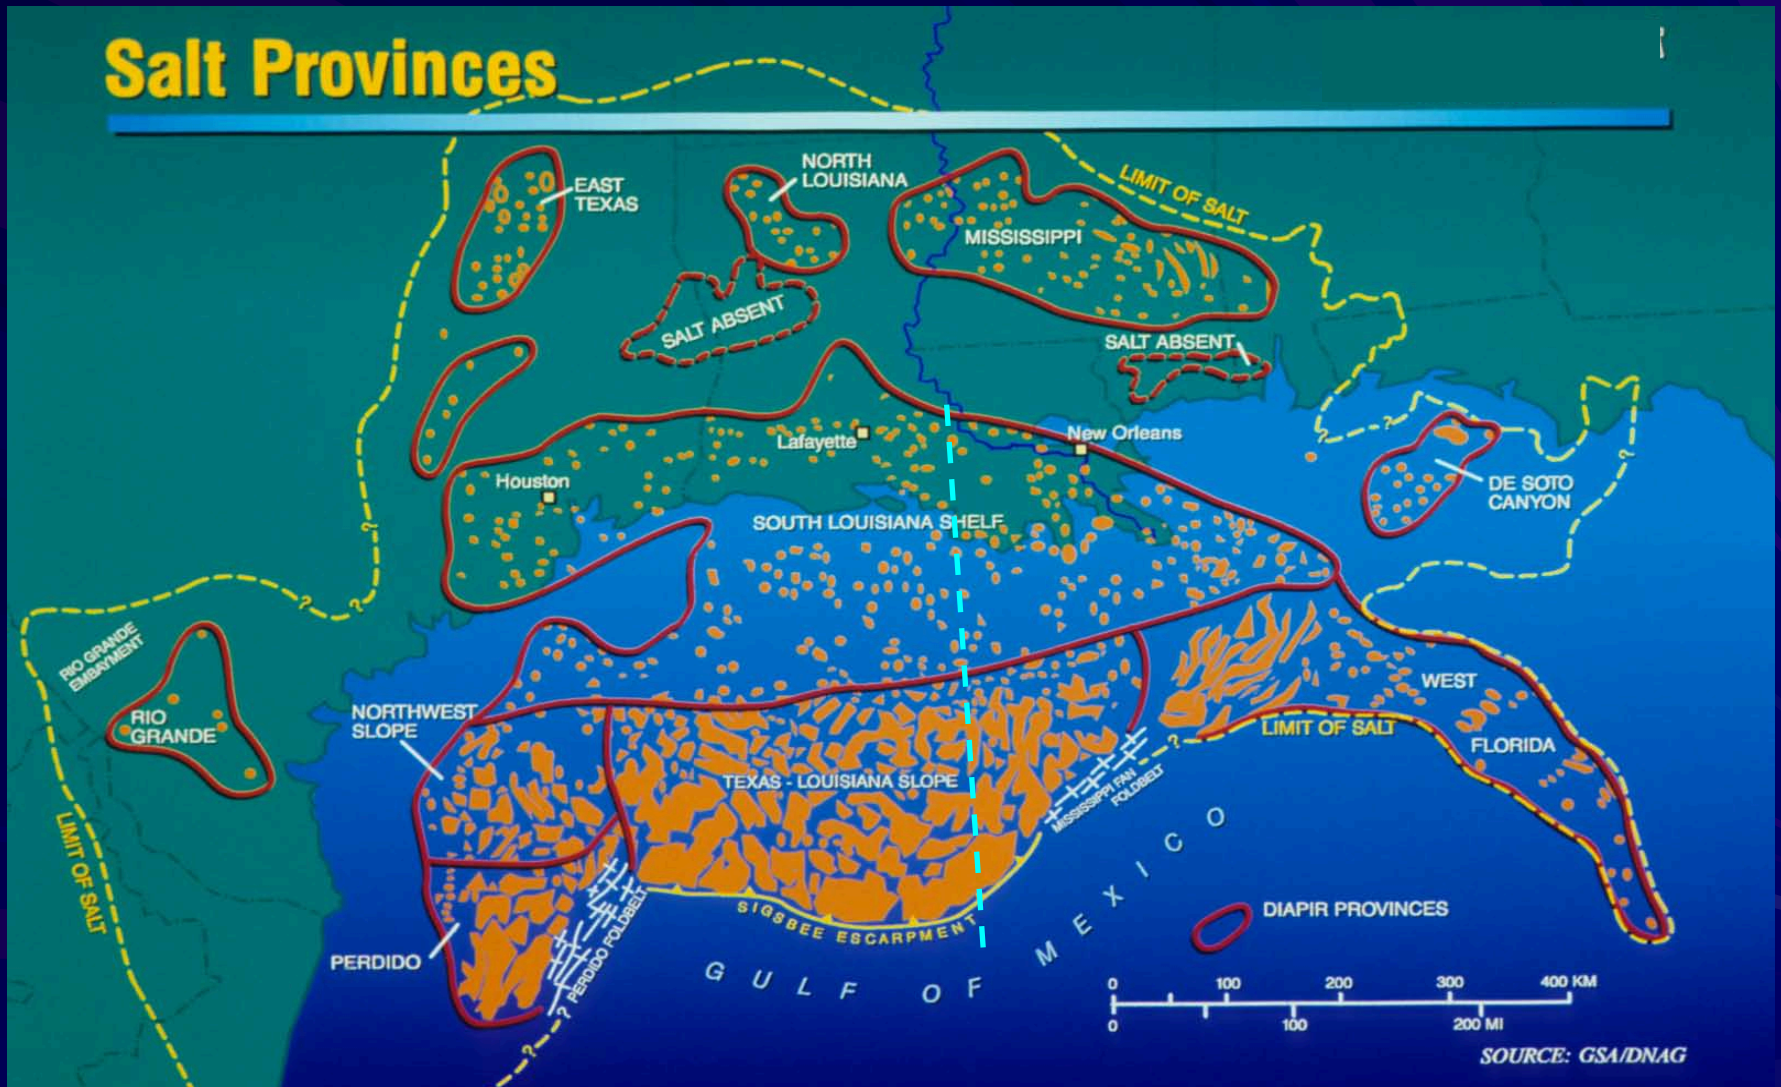 Salt Provinces
NORTH
LOUISIANA
EAST
TEXAS
LIMIT OF SALT
MISSISSIPPI
SALT ABSENT
SALT ABSENT
New Orleans
Lafayette
?
?
?
Houston
DE SOTO
CANYON
SOUTH LOUISIANA SHELF
?
?
?
RIO GRANDE
EMBAYMENT
RIO
GRANDE
NORTHWEST
SLOPE
WEST
FLORIDA
LIMIT OF SALT
?
TEXAS - LOUISIANA SLOPE
MISSISSIPPI FAN
FOLDBELT
LIMIT OF SALT
SIGSBEE ESCARPMENT
PERDIDO
PERDIDO FOLDBELT
GULF OF MEXICO
DIAPIR PROVINCES
0 100 200 300 400 KM
0 100 200 MI
?
?
SOURCE: GSA/DNAG